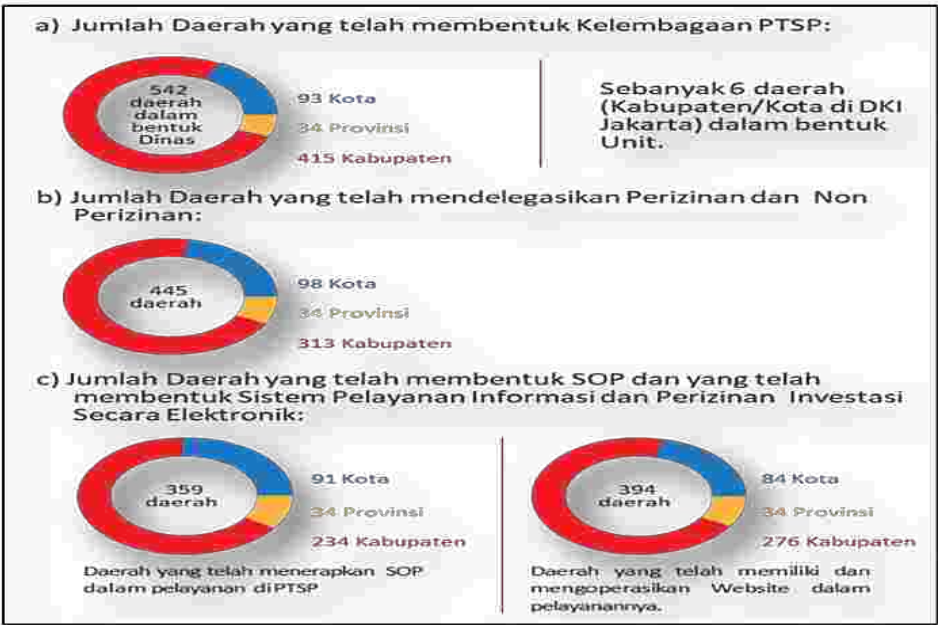 a) Jumlah Daerah yang telah membentuk Kelembagaan PTSP:
542
daerah
dalam
bentuk
Dinas
93 Kota
34 Provinsi
415 Kabupaten
Sebanyak 6 daerah
(Kabupaten/Kota di DKI
Jakarta) dalam bentuk
Unit.
b) Jumlah Daerah yang telah mendelegasikan Perizinan dan Non
Perizinan:
445
daerah
98 Kota
34 Provinsi
313 Kabupaten
c) Jumlah Daerah yang telah membentuk SOP dan yang telah
membentuk Sistem Pelayanan Informasi dan Perizinan Investasi
Secara Elektronik:
359
daerah
91 Kota
34 Provinsi
234 Kabupaten
Daerah yang telah menerapkan SOP
dalam pelayanan di PTSP
394
daerah
84 Kota
34 Provinsi
276 Kabupaten
Daerah yang telah memiliki dan
mengoperasikan Website dalam
pelayanannya.